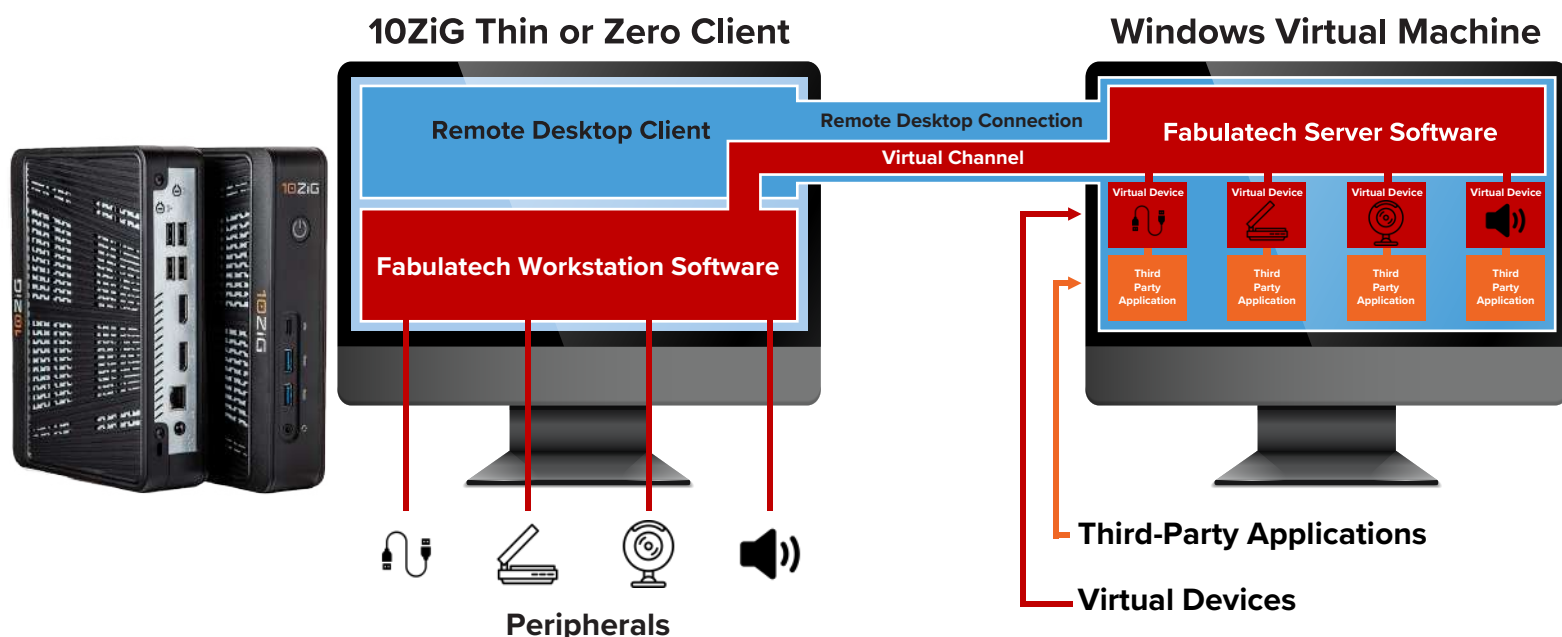 10ZiG Thin or Zero Client
Windows Virtual Machine
Remote Desktop Client
Remote Desktop Connection
Virtual Channel
Fabulatech Server Software
Fabulatech Workstation Software
Virtual Device
Virtual Device
Virtual Device
Virtual Device
Third
Party
Application
Third
Party
Application
Third
Party
Application
Third
Party
Application
10ZiG
10ZiG
10ZiG
Third-Party Applications
Virtual Devices
Peripherals